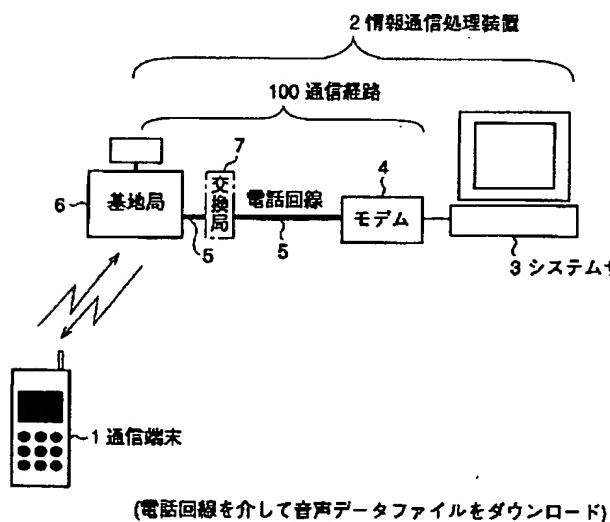 2 情報通信処理装置
100 通信経路
7
4
6
基地局
交換局
電話回線
モデム
5
5
3 システムサ
1 通信端末
(電話回線を介して音声データファイルをダウンロード)